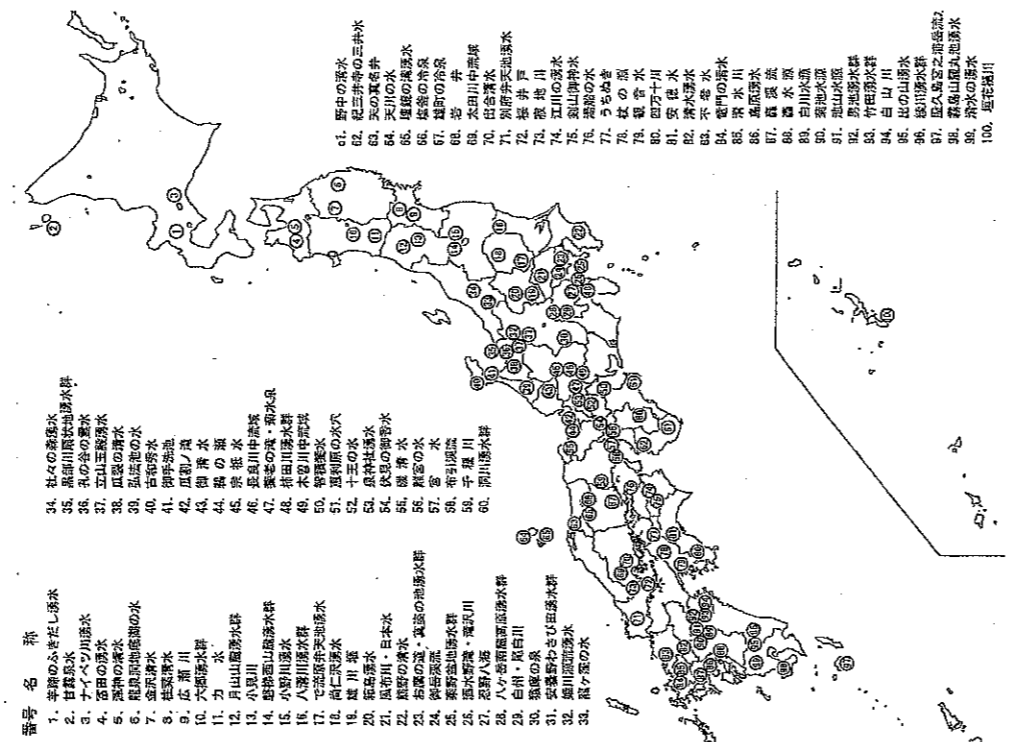 番号 名 称
1. 羊蹄のふきだし湧水
2. 甘露泉水
3. ナイベツ川湧水
4. 富田の清水
5. 渾神の清水
6. 龍泉洞地底湖の水
7. 金沢清水
8. 桂葉清水
9. 広瀬川
10. 六郷湧水群
11. 力水
12. 月山山麓湧水群
13. 小見川
14. 磐梯西山麓湧水群
15. 小野川湧水
16. 八溝川湧水群
17. 出流原弁天池湧水
18. 尚仁沢湧水
19. 雄川堰
20. 箱島湧水
21. 風布川・日本水
22. 熊野の清水
23. お鷹の道・真姿の池湧水群
24. 御岳渓流
25. 秦野盆地湧水群
26. 洒水の滝・滝沢川
27. 忍野八海
28. 八ヶ岳南麓高原湧水群
29. 白州・尾白川
30. 猿庫の泉
31. 安曇野わさび田湧水群
32. 姫川源流湧水
33. 龍ヶ窪の水
34. 杜々の森湧水
35. 黒部川扇状地湧水群
36. 穴の谷の霊水
37. 立山玉殿湧水
38. 瓜裂の清水
39. 弘法池の水
40. 古和秀水
41. 御手洗池
42. 瓜割ノ滝
43. 御清水
44. 鵜の瀬
45. 宗祇水
46. 長良川中流域
47. 養老の滝・菊水泉
48. 柿田川湧水群
49. 木曽川中流域
50. 智積養水
51. 恵利原の水穴
52. 十王の水
53. 泉神社湧水
54. 伏見の御香水
55. 磯清水
56. 離宮の水
57. 宮水
58. 布引渓流
59. 千種川
60. 洞川湧水群
61. 野中の清水
62. 紀三井寺の三井水
63. 天の真名井
64. 天川の水
65. 壇鏡の滝湧水
66. 塩釜の冷泉
67. 雄町の冷泉
68. 岩井
69. 太田川中流域
70. 出合清水
71. 別府弁天池湧水
72. 桜井戸
73. 寂地川
74. 江川の湧水
75. 剣山御神水
76. 湯船の水
77. うちぬき
78. 杖の淵
79. 観音水
80. 四万十川
81. 安徳水
82. 清水湧水
83. 不老水
84. 竜門の清水
85. 清水川
86. 島原湧水
87. 轟渓流
88. 轟水源
89. 白川水源
90. 菊池水源
91. 池山水源
92. 男池湧水群
93. 竹田湧水群
94. 白山川
95. 出の山湧水
96. 綾川湧水群
97. 屋久島宮之浦岳流
98. 霧島山麓丸池湧水
99. 清水の湧水
100. 垣花樋川